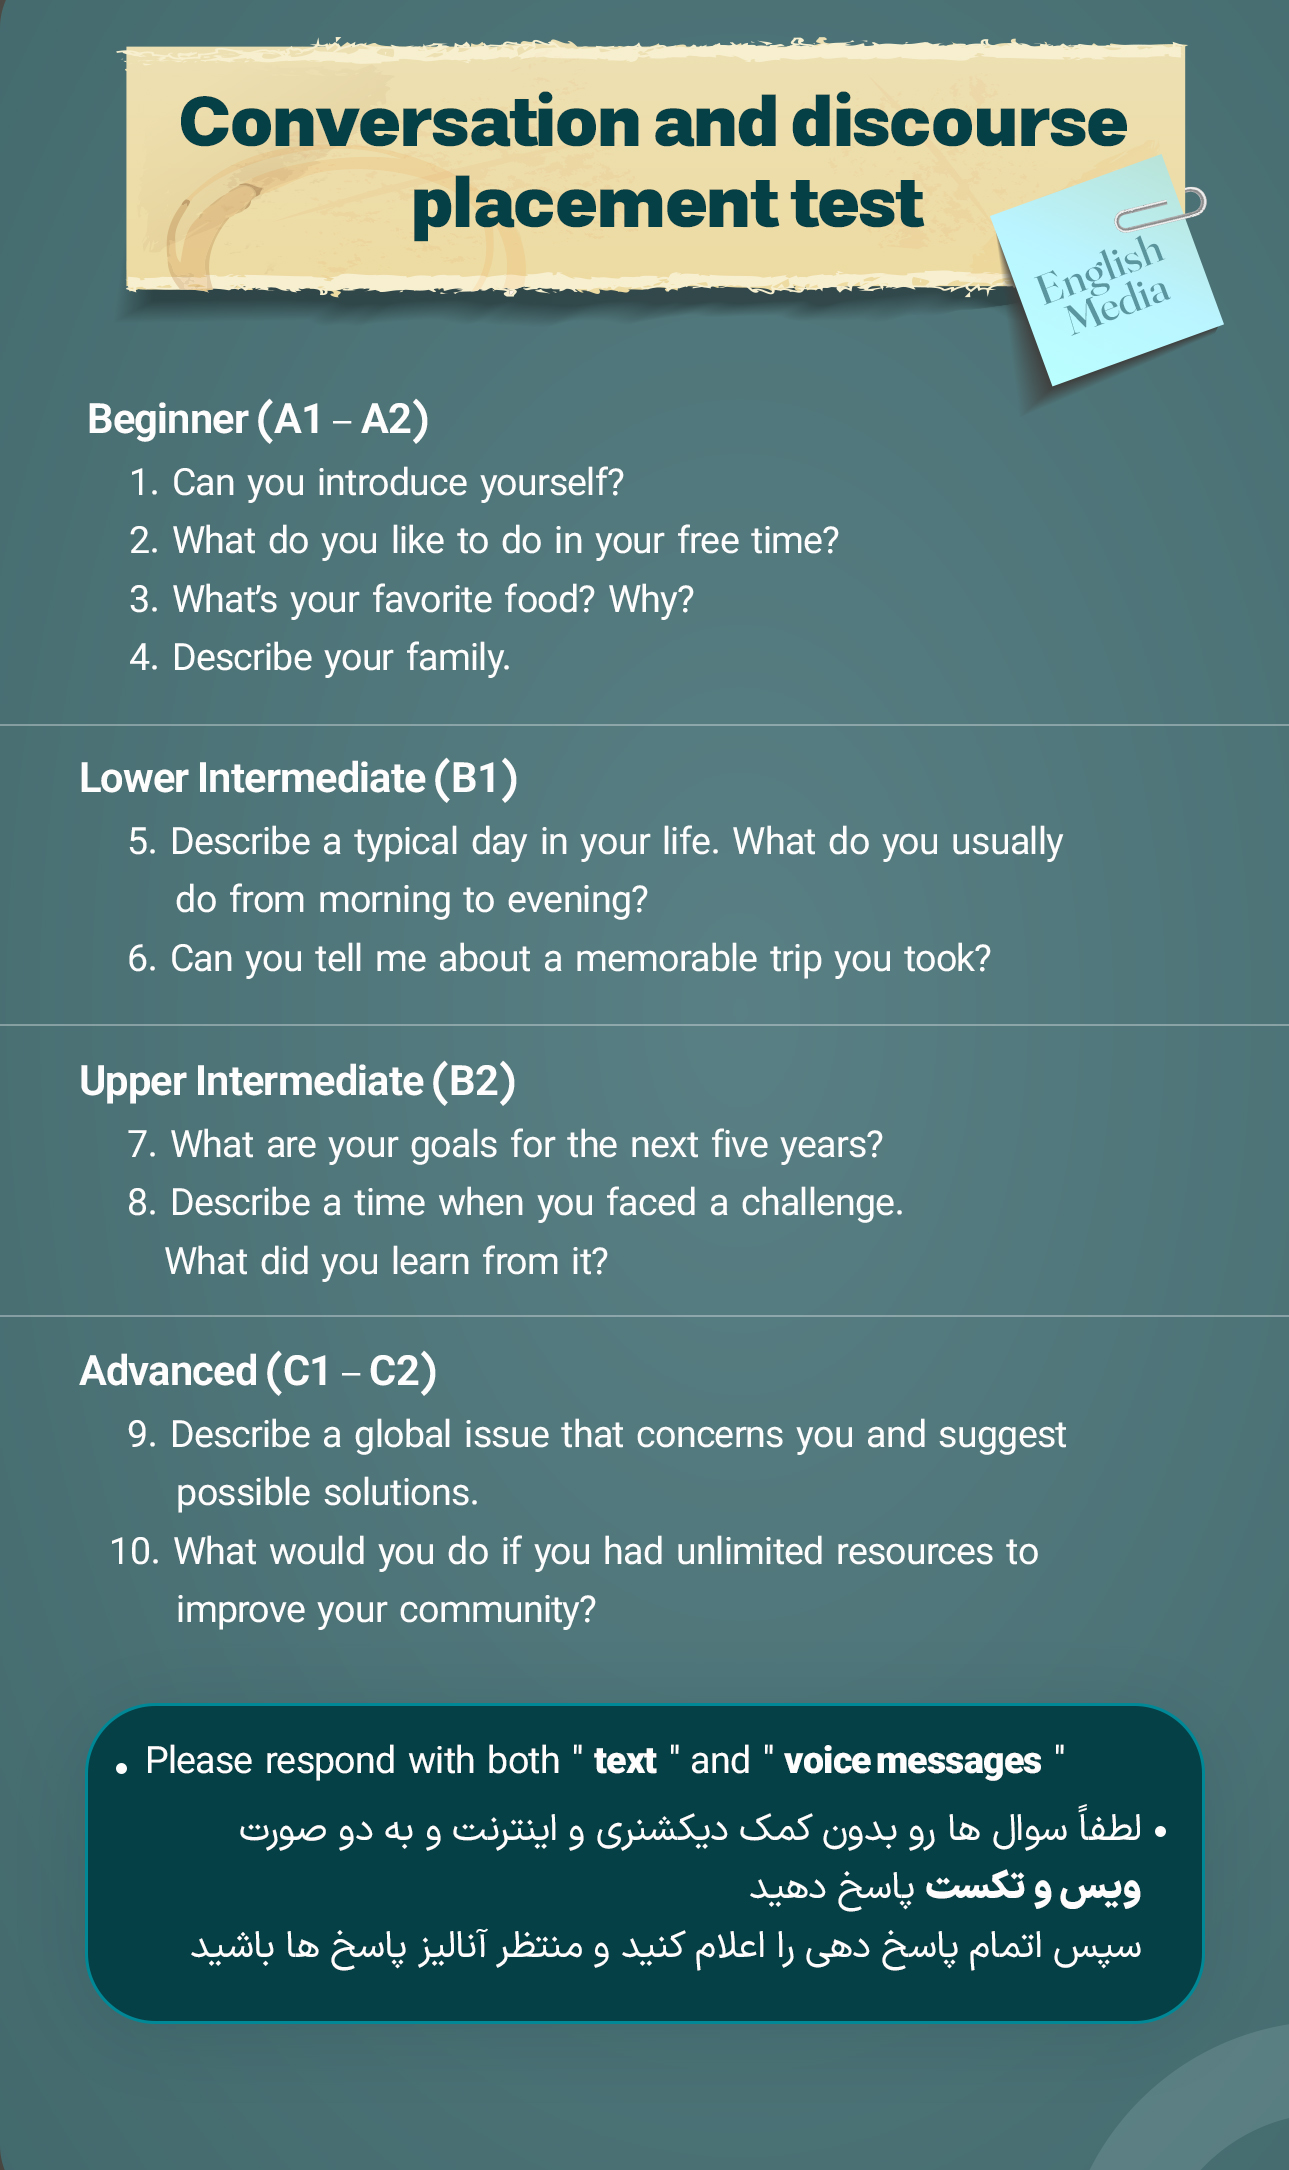 Conversation and discourse
placement test
English
Media
Beginner (A1 – A2)
1. Can you introduce yourself?
2. What do you like to do in your free time?
3. What's your favorite food? Why?
4. Describe your family.
Lower Intermediate (B1)
5. Describe a typical day in your life. What do you usually
do from morning to evening?
6. Can you tell me about a memorable trip you took?
Upper Intermediate (B2)
7. What are your goals for the next five years?
8. Describe a time when you faced a challenge.
What did you learn from it?
Advanced (C1 – C2)
9. Describe a global issue that concerns you and suggest
possible solutions.
10. What would you do if you had unlimited resources to
improve your community?
• Please respond with both " text " and " voice messages "
• لطفاً سوال ها رو بدون کمک دیکشنری و اینترنت و به دو صورت
ویس و تکست پاسخ دهید
سپس اتمام پاسخ دهی را اعلام کنید و منتظر آنالیز پاسخ ها باشید